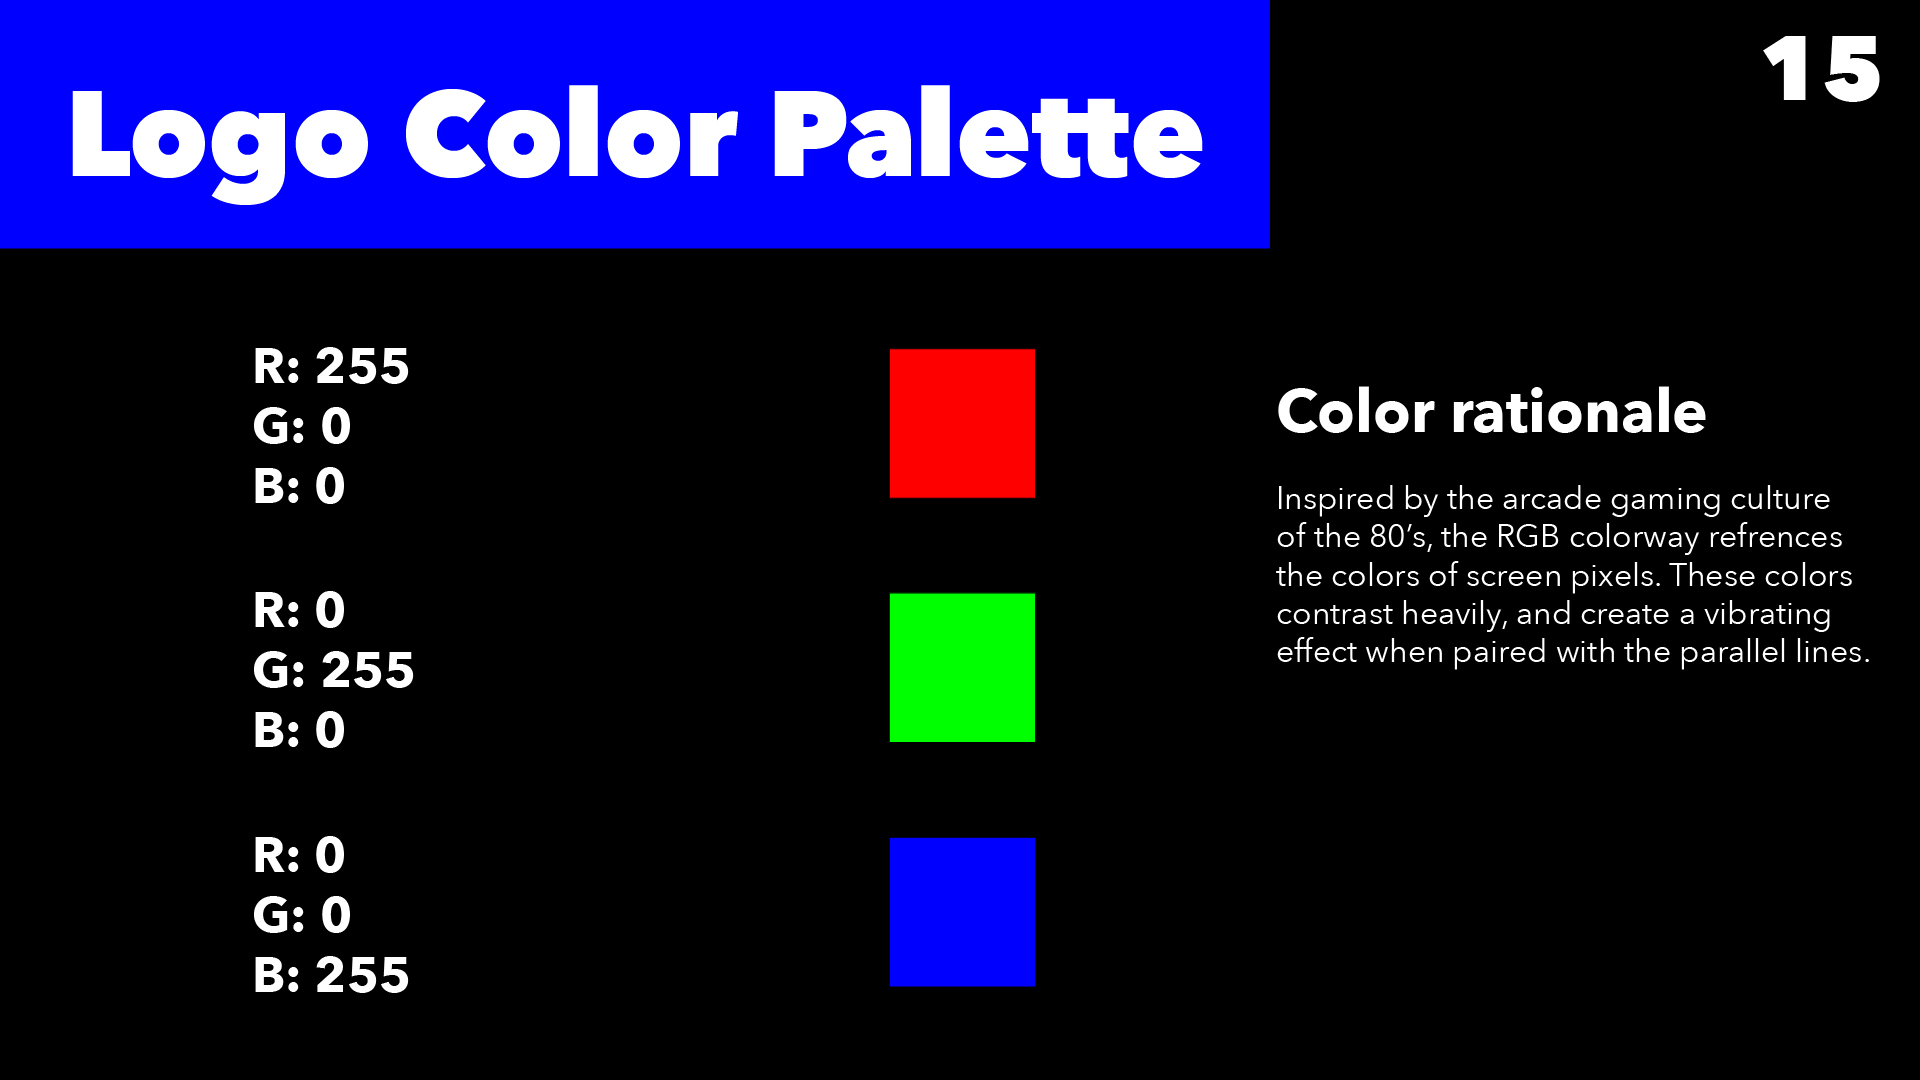 Logo Color Palette
15
R: 255
G: 0
B: 0
R: 0
G: 255
B: 0
R: 0
G: 0
B: 255
Color rationale
Inspired by the arcade gaming culture
of the 80’s, the RGB colorway refrences
the colors of screen pixels. These colors
contrast heavily, and create a vibrating
effect when paired with the parallel lines.